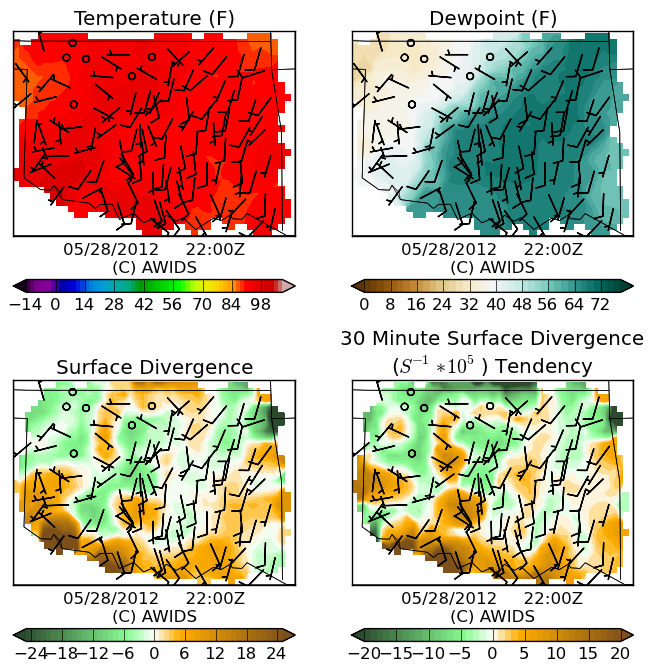 Temperature (F)
Dewpoint (F)
05/28/2012 22:00Z
(C) AWIDS
05/28/2012 22:00Z
(C) AWIDS
−14 0 14 28 42 56 70 84 98
0 8 16 24 32 40 48 56 64 72
Surface Divergence
30 Minute Surface Divergence
(S⁻¹ *10⁵ ) Tendency
05/28/2012 22:00Z
(C) AWIDS
05/28/2012 22:00Z
(C) AWIDS
−24 −18 −12 −6 0 6 12 18 24
−20 −15 −10 −5 0 5 10 15 20